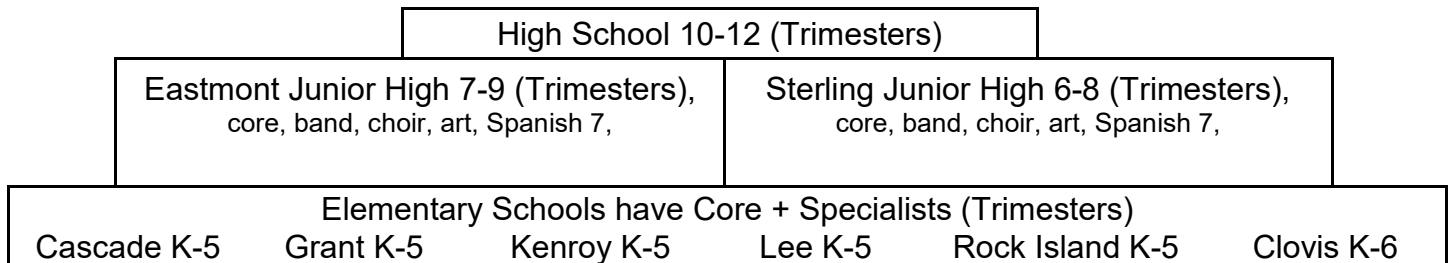 High School 10-12 (Trimesters)
Eastmont Junior High 7-9 (Trimesters),
core, band, choir, art, Spanish 7,
Sterling Junior High 6-8 (Trimesters),
core, band, choir, art, Spanish 7,
Elementary Schools have Core + Specialists (Trimesters)
Cascade K-5 Grant K-5 Kenroy K-5 Lee K-5 Rock Island K-5 Clovis K-6